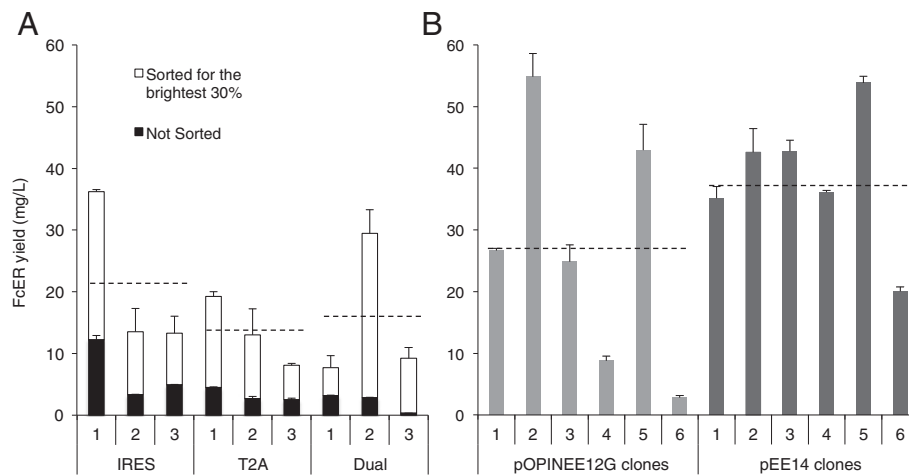 A
FcER yield (mg/L)
60
50
40
30
20
10
0
Sorted for the
brightest 30%
Not Sorted
1 2 3 1 2 3 1 2 3
IRES T2A Dual
B
60
50
40
30
20
10
0
1 2 3 4 5 6 1 2 3 4 5 6
pOPINEE12G clones pEE14 clones